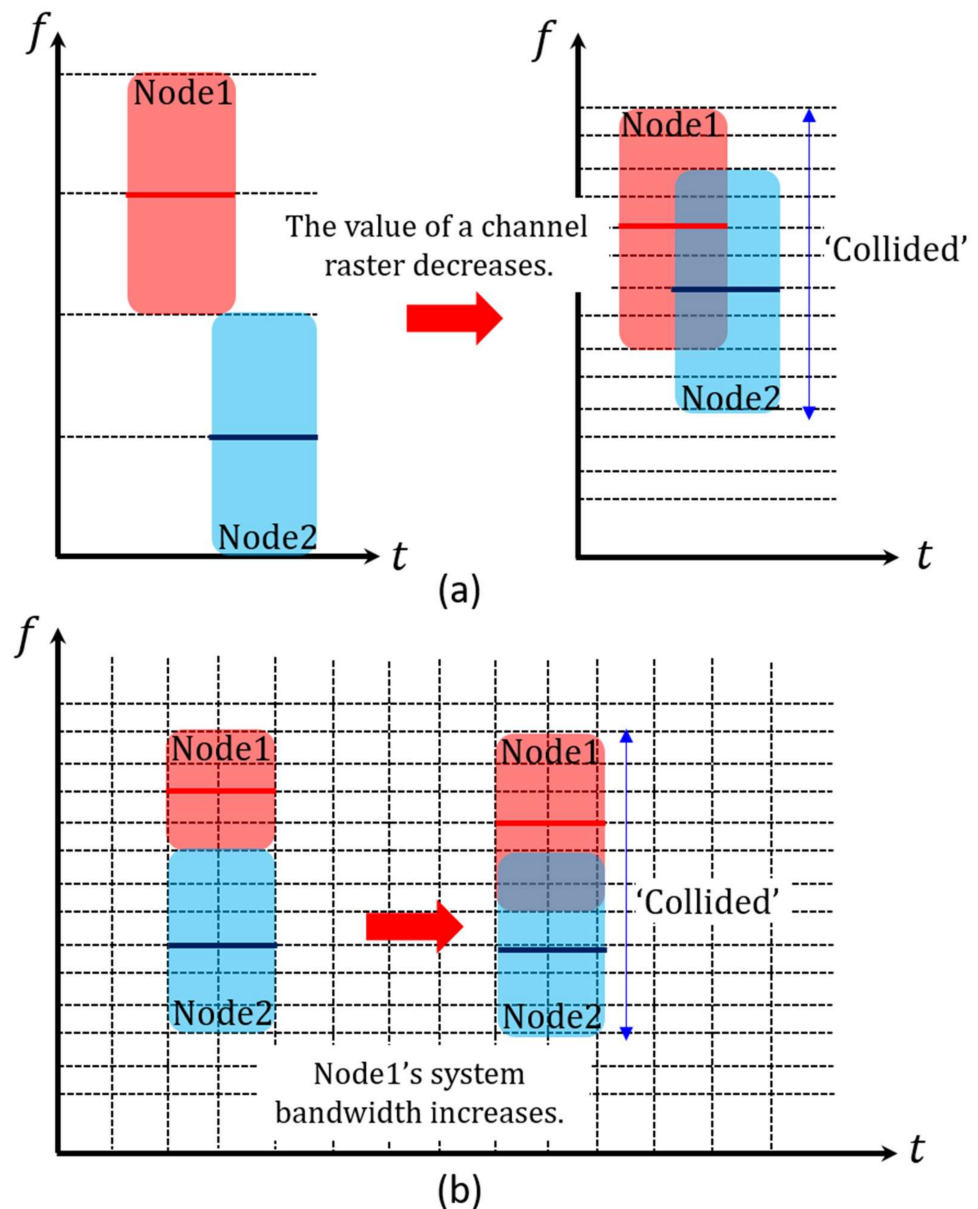 f
Node1
Node2
t
The value of a channel
raster decreases.
f
Node1
Node2
'Collided'
t
(a)
f
Node1
Node2
Node1
Node2
'Collided'
Node1's system
bandwidth increases.
t
(b)